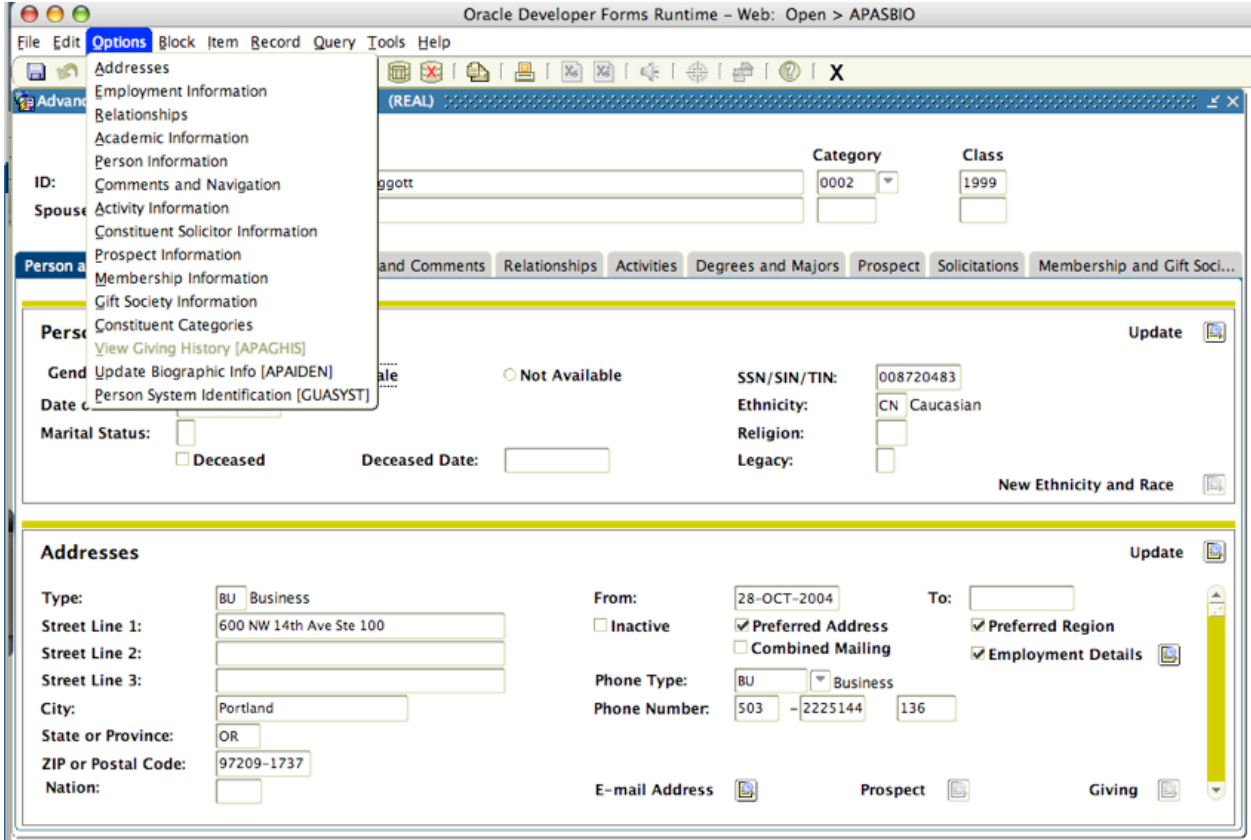 Oracle Developer Forms Runtime – Web: Open > APASBIO
File Edit Options Block Item Record Query Tools Help
Addresses
Employment Information
Relationships
Academic Information
Person Information
Comments and Navigation
Activity Information
Constituent Solicitor Information
Prospect Information
Membership Information
Gift Society Information
Constituent Categories
View Giving History [APAGHIS]
Update Biographic Info [APAIDEN]
Person System Identification [GUASYST]
X
Advanc (REAL)
Category Class
ID: ggott 0002 1999
Spouse
Person a and Comments Relationships Activities Degrees and Majors Prospect Solicitations Membership and Gift Soci...
Perso Update
Gend ale Not Available SSN/SIN/TIN: 008720483
Date o Ethnicity: CN Caucasian
Marital Status: Religion:
Deceased Deceased Date: Legacy:
New Ethnicity and Race
Addresses Update
Type: BU Business From: 28-OCT-2004 To:
Street Line 1: 600 NW 14th Ave Ste 100 Inactive Preferred Address Preferred Region
Street Line 2: Combined Mailing Employment Details
Street Line 3: Phone Type: BU Business
City: Portland Phone Number: 503 -2225144 136
State or Province: OR
ZIP or Postal Code: 97209-1737
Nation: E-mail Address Prospect Giving